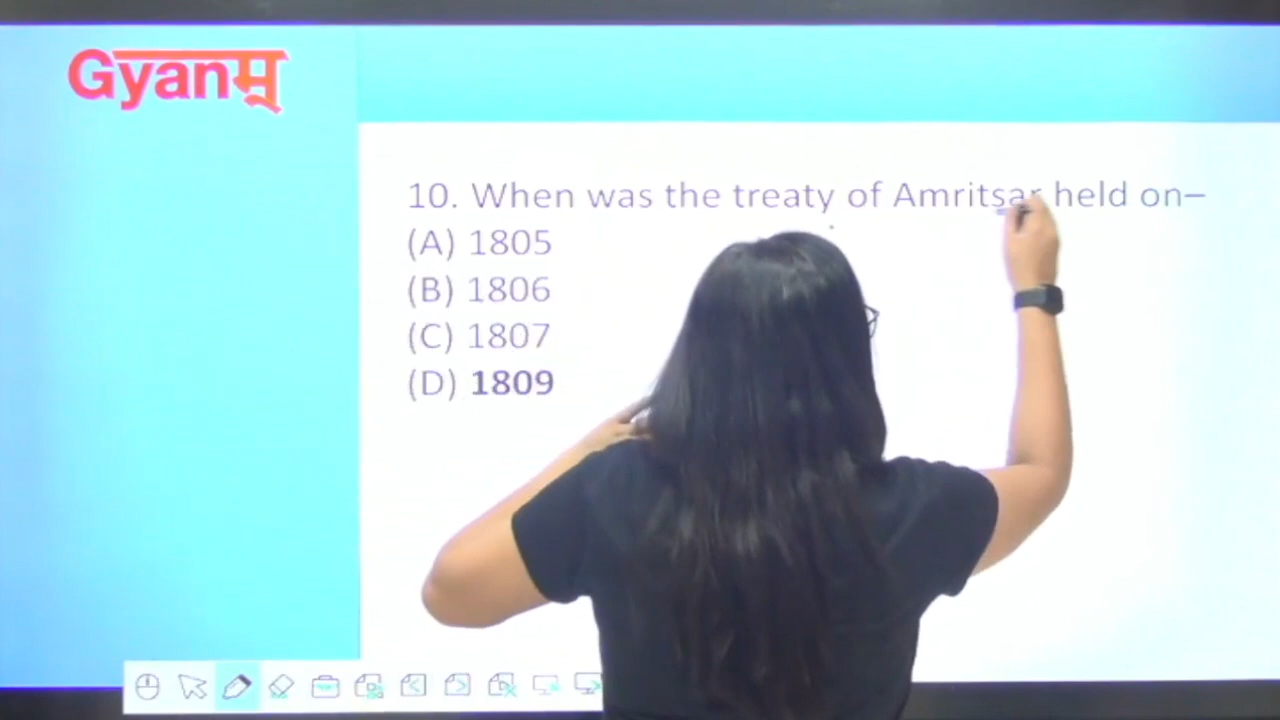 Gyanम्
10. When was the treaty of Amritsar held on–
(A) 1805
(B) 1806
(C) 1807
(D) 1809